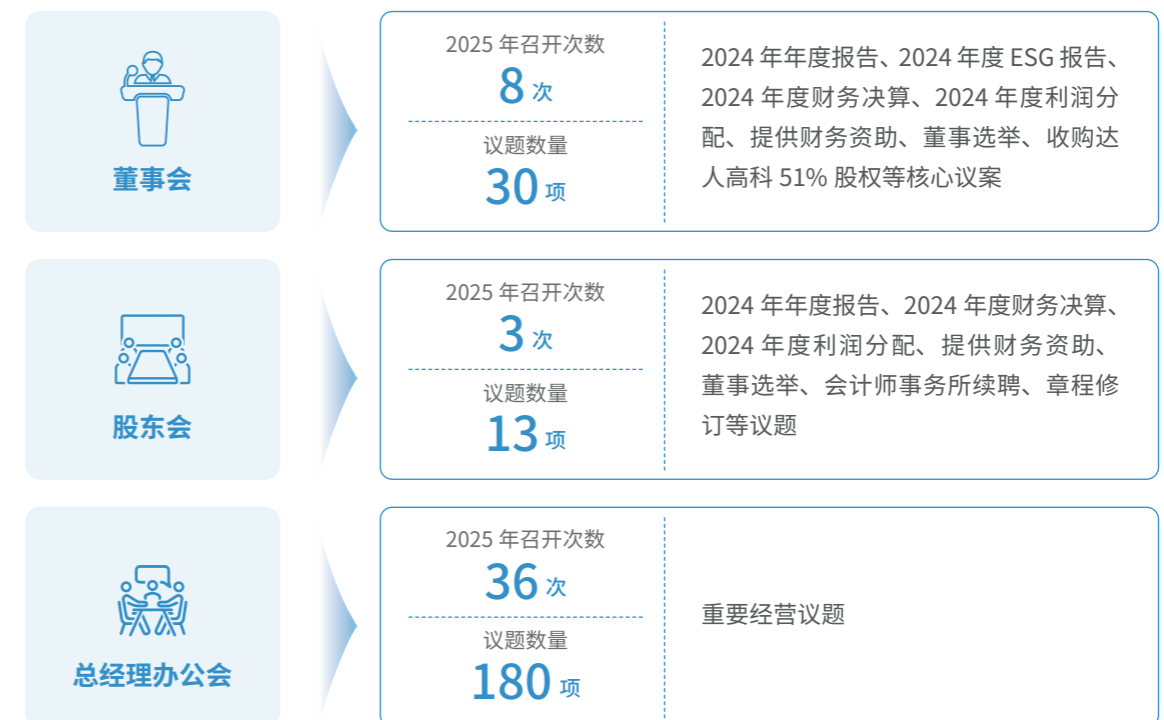 董事会
2025 年召开次数
8 次
议题数量
30 项
2024 年年度报告、2024 年度 ESG 报告、
2024 年度财务决算、2024 年度利润分
配、提供财务资助、董事选举、收购达
人高科 51% 股权等核心议案
股东会
2025 年召开次数
3 次
议题数量
13 项
2024 年年度报告、2024 年度财务决算、
2024 年度利润分配、提供财务资助、
董事选举、会计师事务所续聘、章程修
订等议题
总经理办公会
2025 年召开次数
36 次
议题数量
180 项
重要经营议题